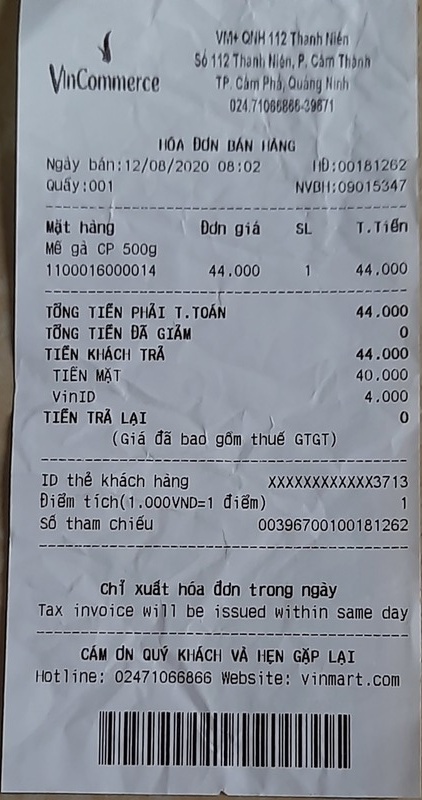 VinCommerce
VM+ QNH 112 Thanh Niên
Số 112 Thanh Niên, P. Cẩm Thành
TP. Cẩm Phả, Quảng Ninh
024.71066866-39671
HÓA ĐƠN BÁN HÀNG
Ngày bán:12/08/2020 08:02 HĐ:00181262
Quầy:001 NVBH:09015347
Mặt hàng Đơn giá SL T.Tiền
Mề gà CP 500g
1100016000014 44.000 1 44.000
TỔNG TIỀN PHẢI T.TOÁN 44.000
TỔNG TIỀN ĐÃ GIẢM 0
TIỀN KHÁCH TRẢ 44.000
TIỀN MẶT 40.000
VinID 4.000
TIỀN TRẢ LẠI 0
(Giá đã bao gồm thuế GTGT)
ID thẻ khách hàng XXXXXXXXXXXX3713
Điểm tích(1.000VND=1 điểm) 1
Số tham chiếu 00396700100181262
Chỉ xuất hóa đơn trong ngày
Tax invoice will be issued within same day
CÁM ƠN QUÝ KHÁCH VÀ HẸN GẶP LẠI
Hotline: 02471066866 Website: vinmart.com